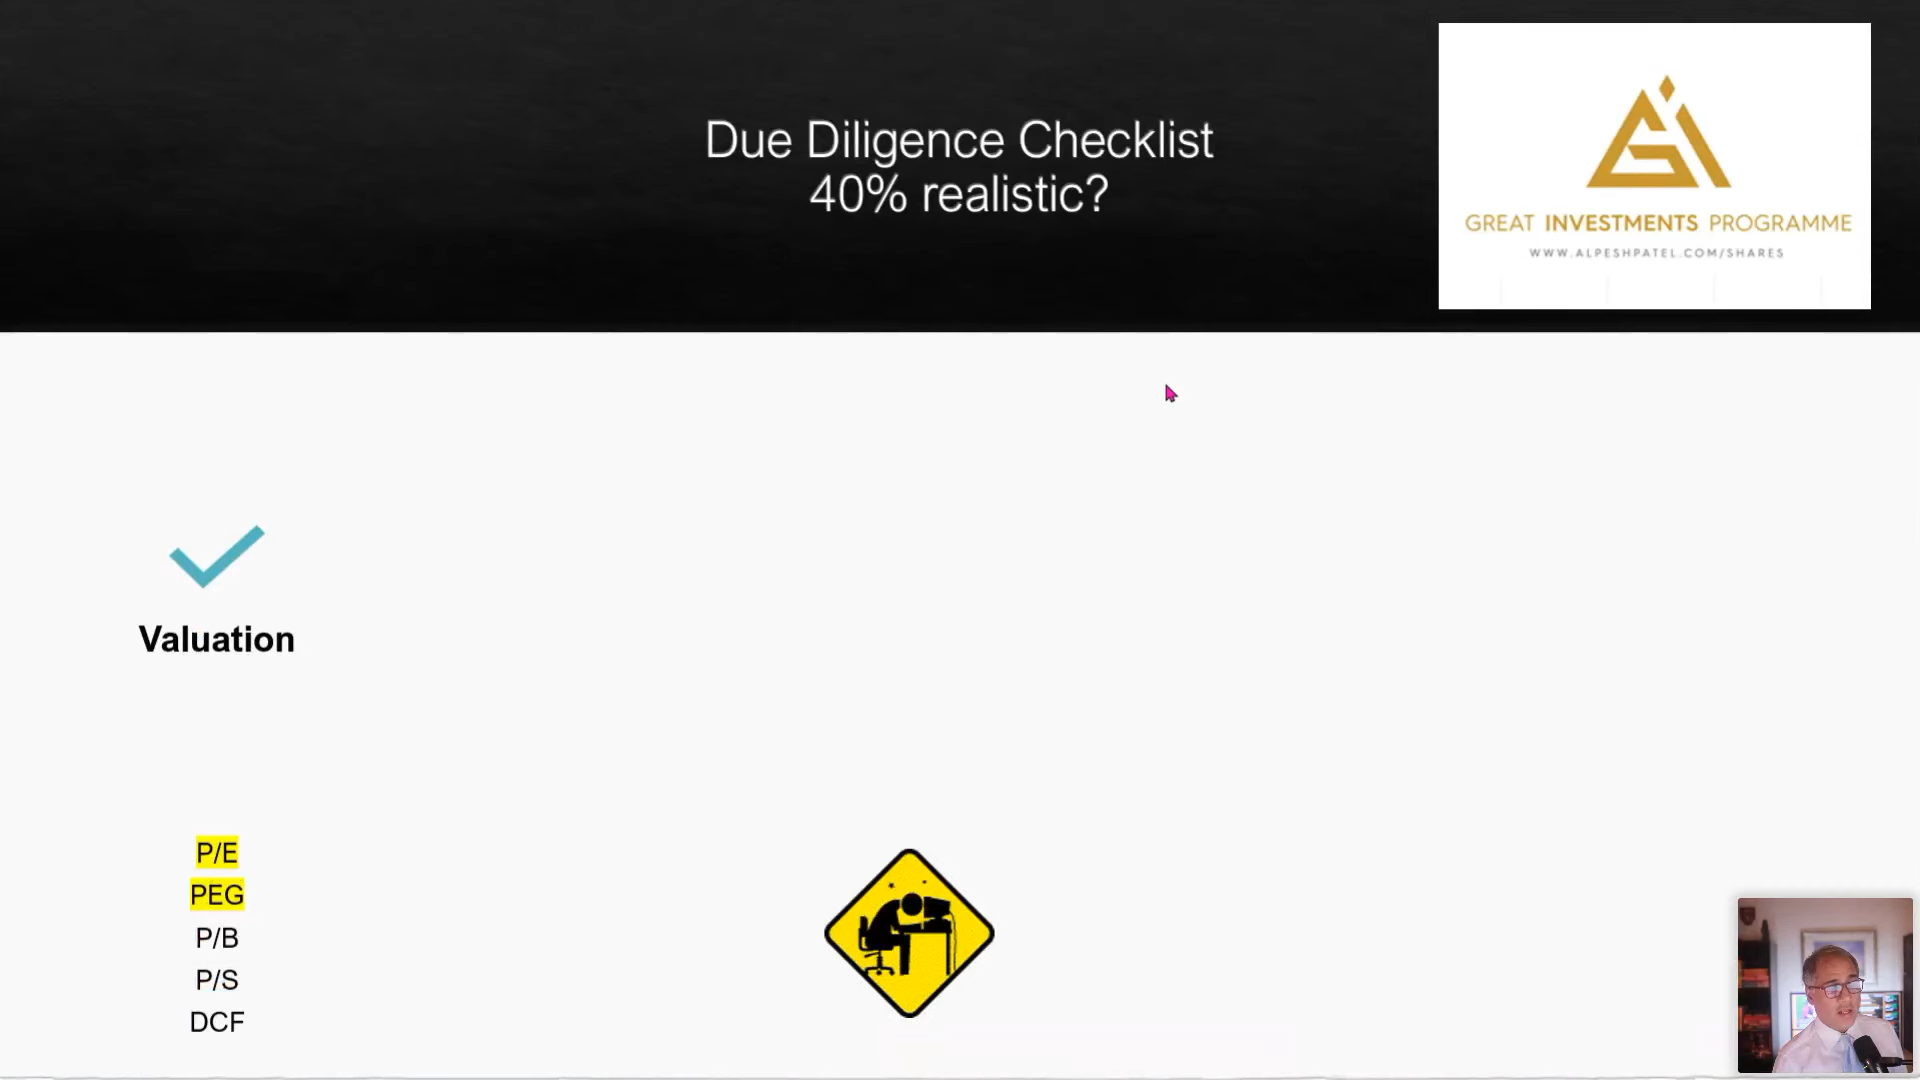 Due Diligence Checklist
40% realistic?
GREAT INVESTMENTS PROGRAMME
WWW.ALPESHPATEL.COM/SHARES
Valuation
P/E
PEG
P/B
P/S
DCF